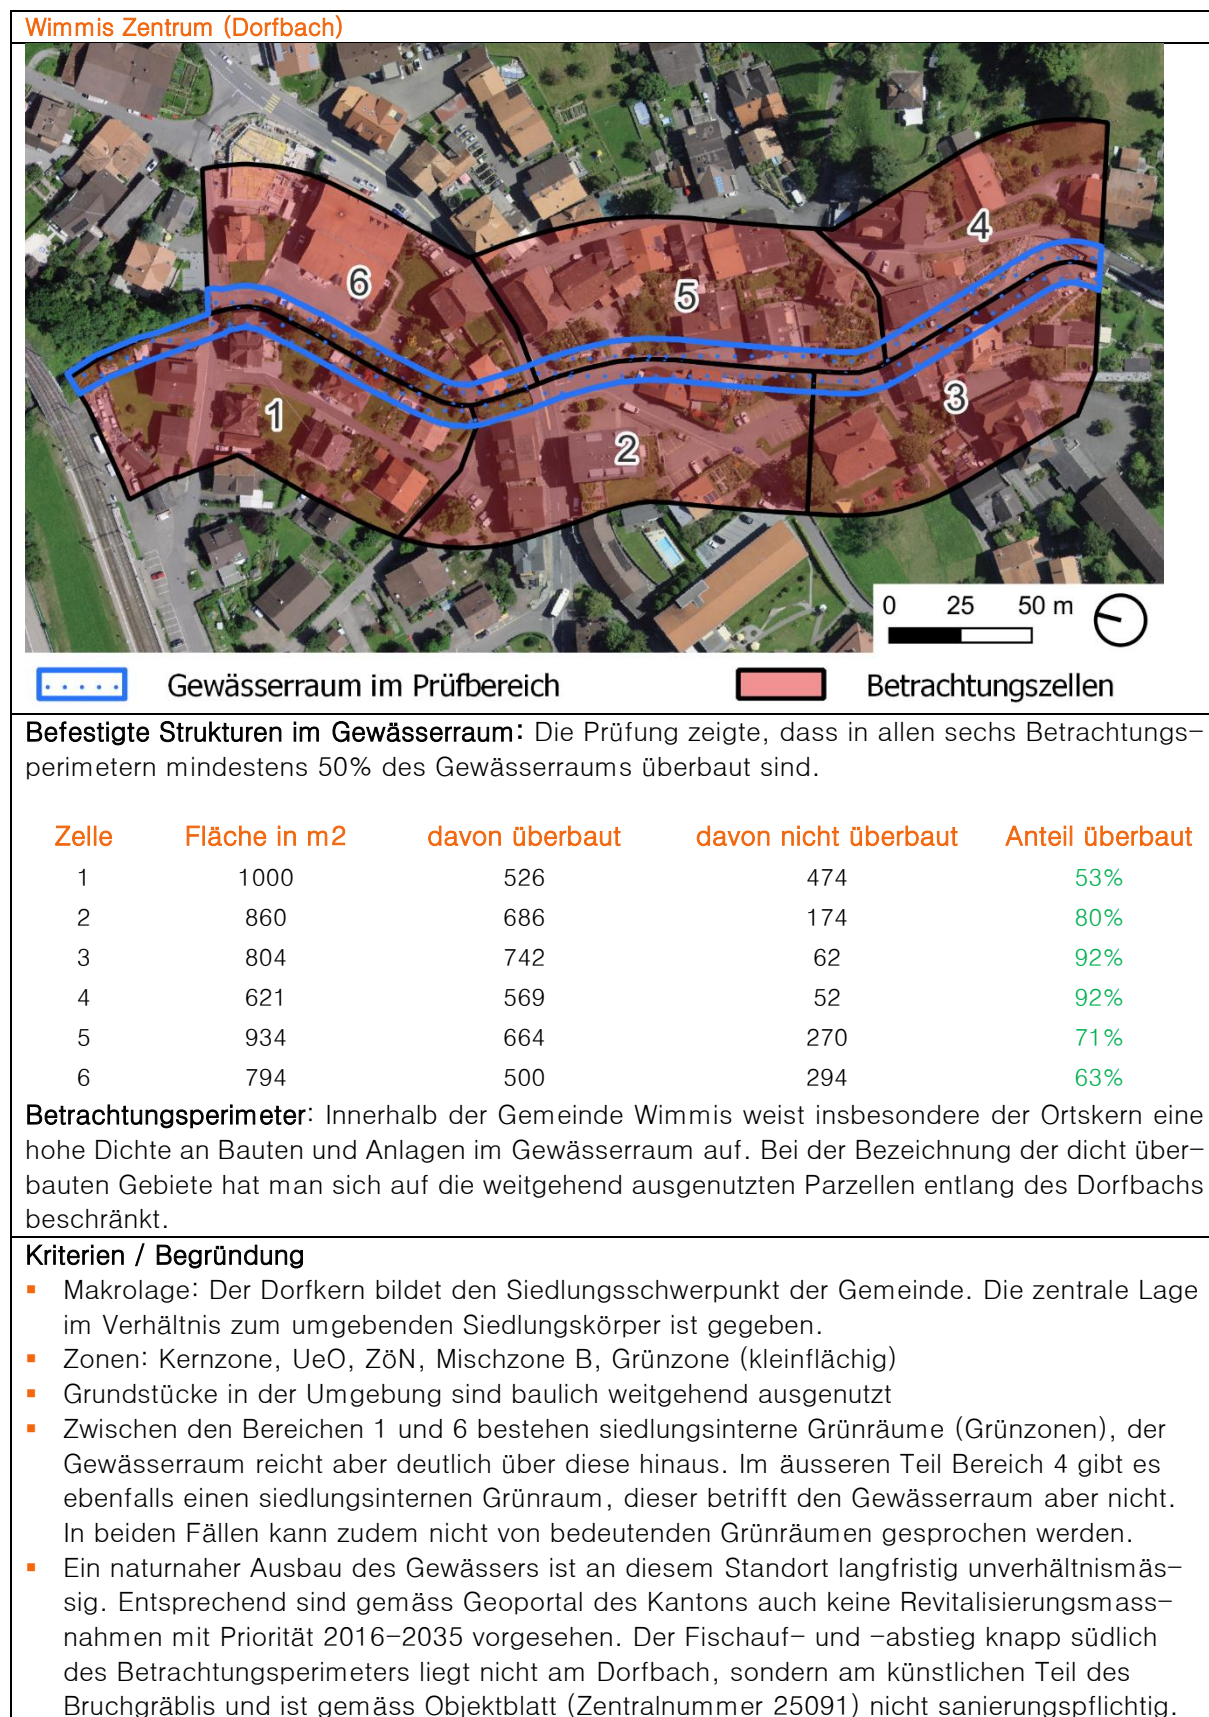 Wimmis Zentrum (Dorfbach)
4
6
5
3
1
2
0 25 50 m
Gewässerraum im Prüfbereich Betrachtungszellen
Befestigte Strukturen im Gewässerraum: Die Prüfung zeigte, dass in allen sechs Betrachtungs-
perimetern mindestens 50% des Gewässerraums überbaut sind.
Zelle Fläche in m2 davon überbaut davon nicht überbaut Anteil überbaut
1 1000 526 474 53%
2 860 686 174 80%
3 804 742 62 92%
4 621 569 52 92%
5 934 664 270 71%
6 794 500 294 63%
Betrachtungsperimeter: Innerhalb der Gemeinde Wimmis weist insbesondere der Ortskern eine
hohe Dichte an Bauten und Anlagen im Gewässerraum auf. Bei der Bezeichnung der dicht über-
bauten Gebiete hat man sich auf die weitgehend ausgenutzten Parzellen entlang des Dorfbachs
beschränkt.
Kriterien / Begründung
▪ Makrolage: Der Dorfkern bildet den Siedlungsschwerpunkt der Gemeinde. Die zentrale Lage
im Verhältnis zum umgebenden Siedlungskörper ist gegeben.
▪ Zonen: Kernzone, UeO, ZöN, Mischzone B, Grünzone (kleinflächig)
▪ Grundstücke in der Umgebung sind baulich weitgehend ausgenutzt
▪ Zwischen den Bereichen 1 und 6 bestehen siedlungsinterne Grünräume (Grünzonen), der
Gewässerraum reicht aber deutlich über diese hinaus. Im äusseren Teil Bereich 4 gibt es
ebenfalls einen siedlungsinternen Grünraum, dieser betrifft den Gewässerraum aber nicht.
In beiden Fällen kann zudem nicht von bedeutenden Grünräumen gesprochen werden.
▪ Ein naturnaher Ausbau des Gewässers ist an diesem Standort langfristig unverhältnismäs-
sig. Entsprechend sind gemäss Geoportal des Kantons auch keine Revitalisierungsmass-
nahmen mit Priorität 2016-2035 vorgesehen. Der Fischauf- und -abstieg knapp südlich
des Betrachtungsperimeters liegt nicht am Dorfbach, sondern am künstlichen Teil des
Bruchgräblis und ist gemäss Objektblatt (Zentralnummer 25091) nicht sanierungspflichtig.